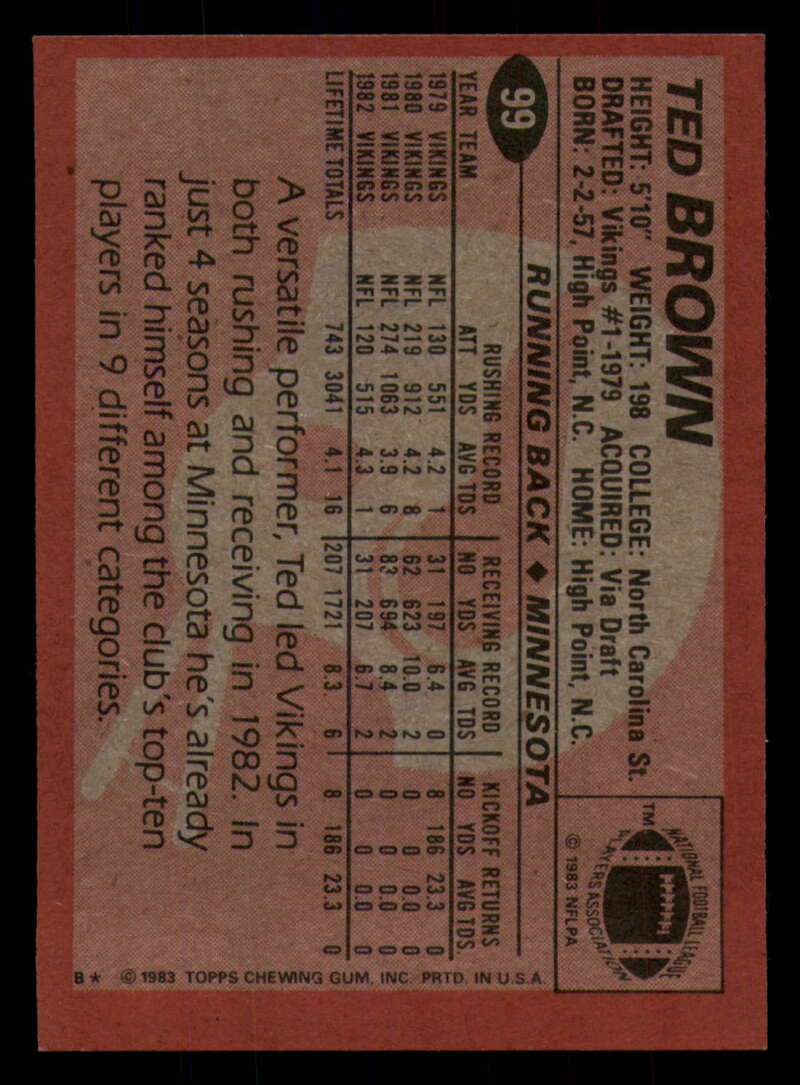 TED BROWN
HEIGHT: 5'10" WEIGHT: 198 COLLEGE: North Carolina St.
DRAFTED: Vikings #1-1979 ACQUIRED: Via Draft
BORN: 2-2-57, High Point, N.C. HOME: High Point, N.C.
NATIONAL FOOTBALL LEAGUE
PLAYERS ASSOCIATION
TM
© 1983 NFLPA
99
RUNNING BACK ♦ MINNESOTA
RUSHING RECORD RECEIVING RECORD KICKOFF RETURNS
YEAR TEAM ATT YDS AVG TDS NO YDS AVG TDS NO YDS AVG TDS
1979 VIKINGS NFL 130 551 4.2 1 31 197 6.4 0 8 186 23.3 0
1980 VIKINGS NFL 219 912 4.2 8 62 623 10.0 2 0 0 0.0 0
1981 VIKINGS NFL 274 1063 3.9 6 83 694 8.4 2 0 0 0.0 0
1982 VIKINGS NFL 120 515 4.3 1 31 207 6.7 2 0 0 0.0 0
LIFETIME TOTALS 743 3041 4.1 16 207 1721 8.3 6 8 186 23.3 0
A versatile performer, Ted led Vikings in
both rushing and receiving in 1982. In
just 4 seasons at Minnesota he's already
ranked himself among the club's top-ten
players in 9 different categories.
B★ © 1983 TOPPS CHEWING GUM, INC. PRTD. IN U.S.A.